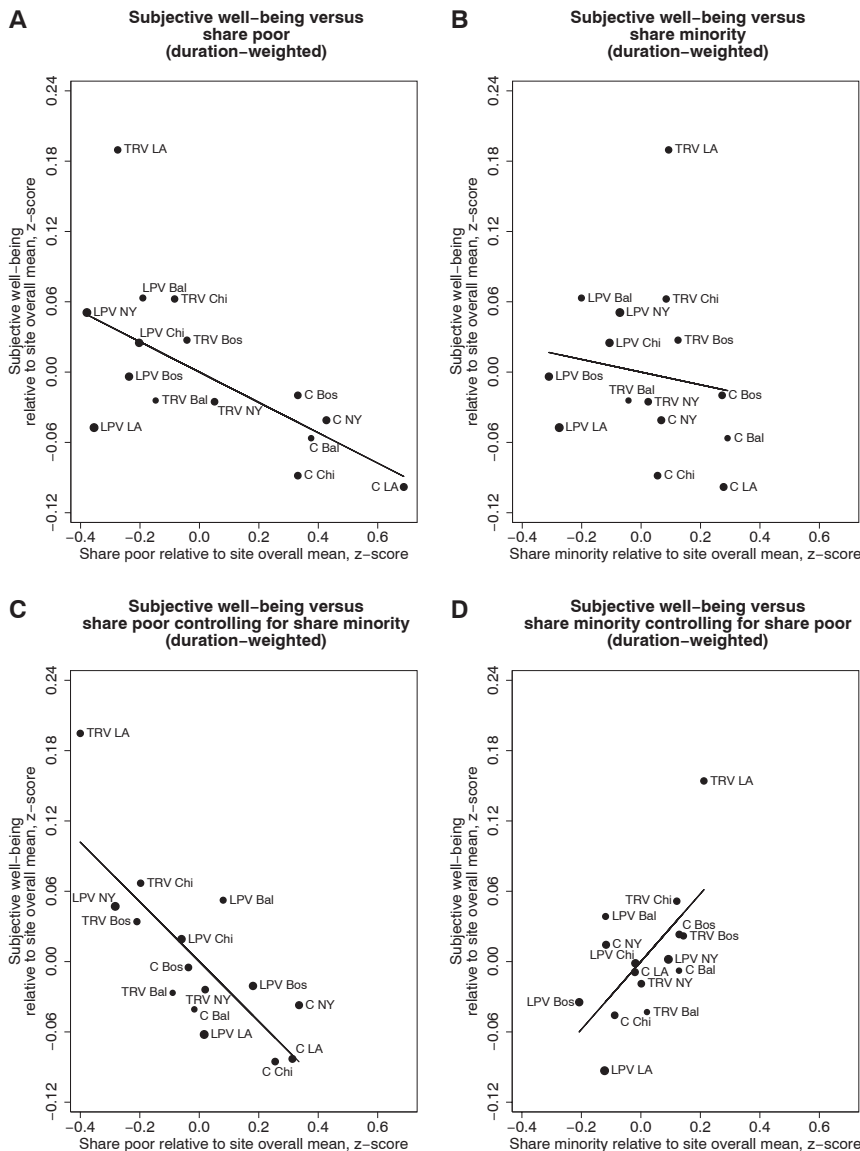 A
Subjective well−being versus
share poor
(duration−weighted)
Subjective well−being
relative to site overall mean, z−score
0.24
0.18
0.12
0.06
0.00
−0.06
−0.12
TRV LA
LPV Bal
TRV Chi
LPV NY
LPV Chi
TRV Bos
LPV Bos
TRV Bal
TRV NY
C Bos
LPV LA
C NY
C Bal
C Chi
C LA
−0.4
−0.2
0.0
0.2
0.4
0.6
Share poor relative to site overall mean, z−score
B
Subjective well−being versus
share minority
(duration−weighted)
Subjective well−being
relative to site overall mean, z−score
0.24
0.18
0.12
0.06
0.00
−0.06
−0.12
TRV LA
LPV Bal
TRV Chi
LPV NY
LPV Chi
TRV Bos
LPV Bos
TRV Bal
TRV NY
C Bos
LPV LA
C NY
C Bal
C Chi
C LA
−0.4
−0.2
0.0
0.2
0.4
0.6
Share minority relative to site overall mean, z−score
C
Subjective well−being versus
share poor controlling for share minority
(duration−weighted)
Subjective well−being
relative to site overall mean, z−score
0.24
0.18
0.12
0.06
0.00
−0.06
−0.12
TRV LA
TRV Chi
LPV NY
LPV Bal
TRV Bos
LPV Chi
C Bos
LPV Bos
TRV Bal
TRV NY
C NY
C Bal
LPV LA
C LA
C Chi
−0.4
−0.2
0.0
0.2
0.4
0.6
Share poor relative to site overall mean, z−score
D
Subjective well−being versus
share minority controlling for share poor
(duration−weighted)
Subjective well−being
relative to site overall mean, z−score
0.24
0.18
0.12
0.06
0.00
−0.06
−0.12
TRV LA
TRV Chi
LPV Bal
C Bos
TRV Bos
C NY
LPV Chi
LPV NY
C LA
C Bal
TRV NY
LPV Bos
C Chi
TRV Bal
LPV LA
−0.4
−0.2
0.0
0.2
0.4
0.6
Share minority relative to site overall mean, z−score